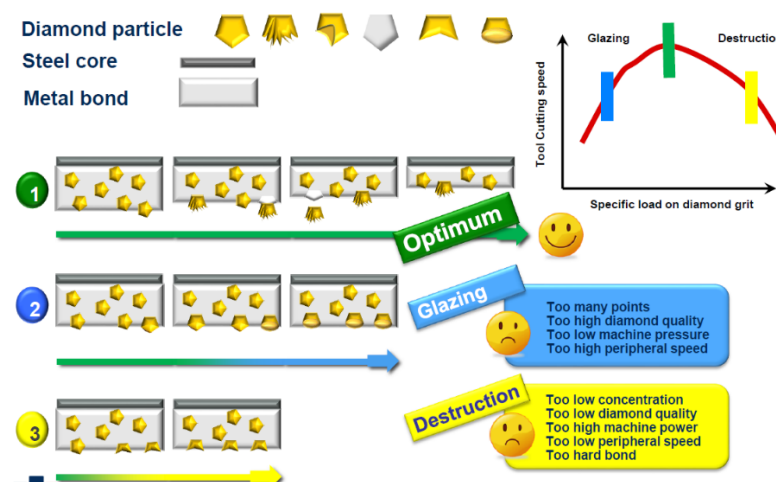 Diamond particle
Steel core
Metal bond
Glazing
Destructio
Tool Cutting speed
Specific load on diamond grit
1
Optimum
2
Glazing
Too many points
Too high diamond quality
Too low machine pressure
Too high peripheral speed
3
Destruction
Too low concentration
Too low diamond quality
Too high machine power
Too low peripheral speed
Too hard bond